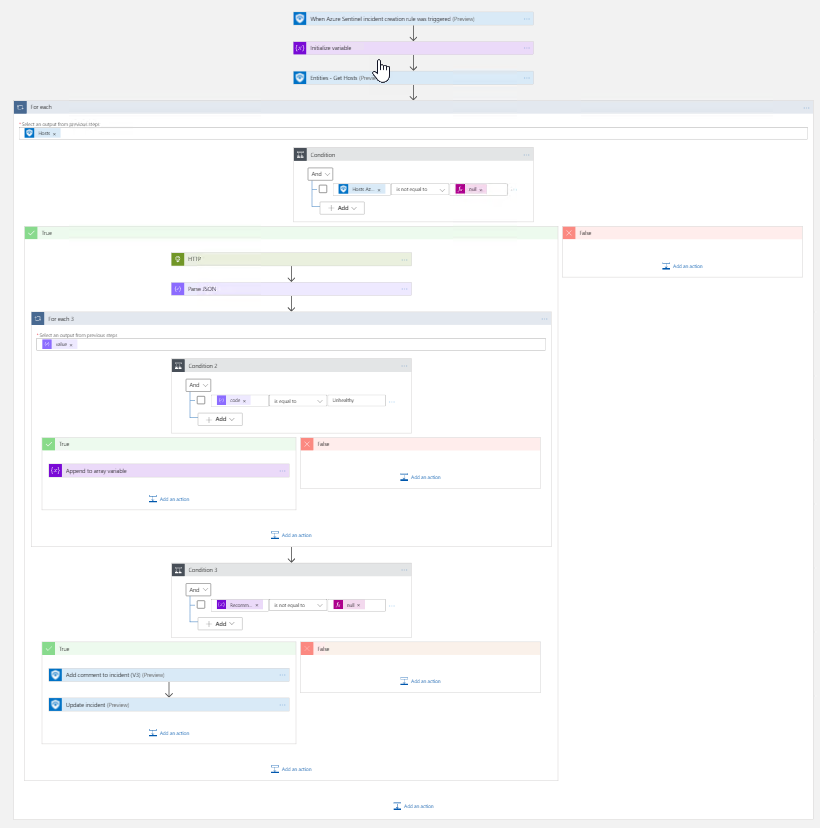 When Azure Sentinel incident creation rule was triggered (Preview)
Initialize variable
Entities - Get Hosts (Preview)
For each
* Select an output from previous steps
Hosts ×
Condition
And
Hosts Az... × is not equal to null ×
Add
True
False
Add an action
HTTP
Parse JSON
For each 3
* Select an output from previous steps
value ×
Condition 2
And
code × is equal to Unhealthy
Add
True
False
Append to array variable
Add an action
Add an action
Add an action
Condition 3
And
Recomm... × is not equal to null ×
Add
True
False
Add comment to incident (V3) (Preview)
Add an action
Update incident (Preview)
Add an action
Add an action
Add an action